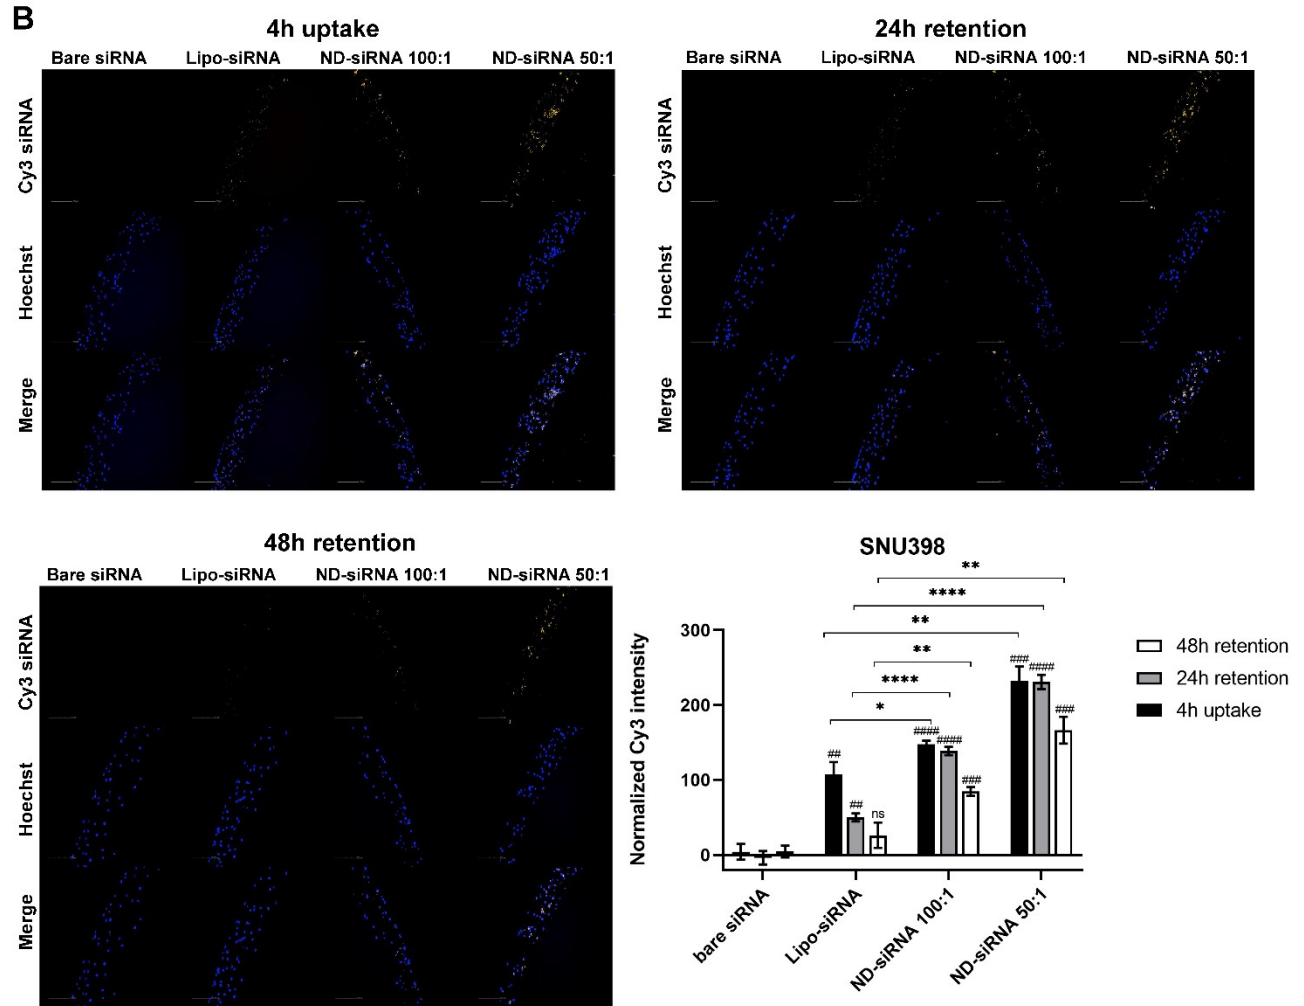 B
4h uptake
Bare siRNA Lipo-siRNA ND-siRNA 100:1 ND-siRNA 50:1
Cy3 siRNA
Hoechst
Merge
24h retention
Bare siRNA Lipo-siRNA ND-siRNA 100:1 ND-siRNA 50:1
Cy3 siRNA
Hoechst
Merge
48h retention
Bare siRNA Lipo-siRNA ND-siRNA 100:1 ND-siRNA 50:1
Cy3 siRNA
Hoechst
Merge
SNU398
**
****
**
**
****
*
Normalized Cy3 intensity
300
200
100
0
## ## ns
#### #### ###
### #### ###
bare siRNA
Lipo-siRNA
ND-siRNA 100:1
ND-siRNA 50:1
48h retention
24h retention
4h uptake